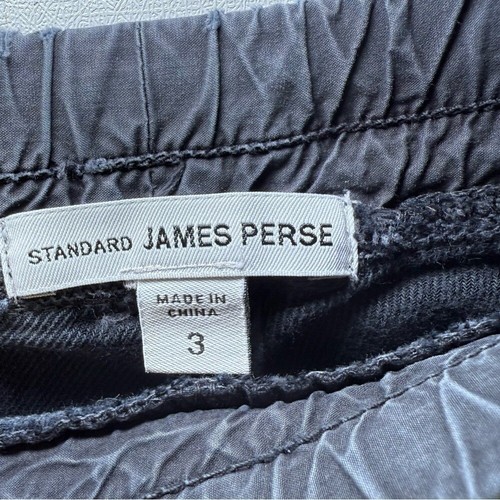 STANDARD JAMES PERSE
MADE IN
CHINA
3